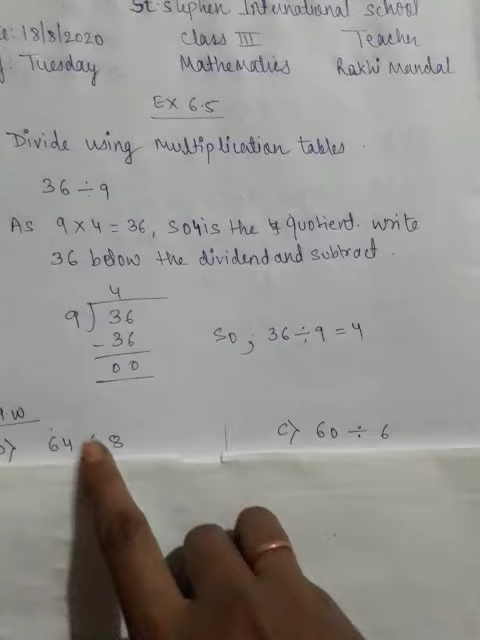 St. stephen International school
e: 18/8/2020 Class III Teacher
Tuesday Mathematics Rakhi Mandal
EX 6.5
Divide using multiplication tables.
36 ÷ 9
As 9 x 4 = 36, so 4 is the quotient. write
36 below the dividend and subtract.
4
9 ) 36
- 36
00
So, 36 ÷ 9 = 4
H W
b) 64 ÷ 8 c) 60 ÷ 6